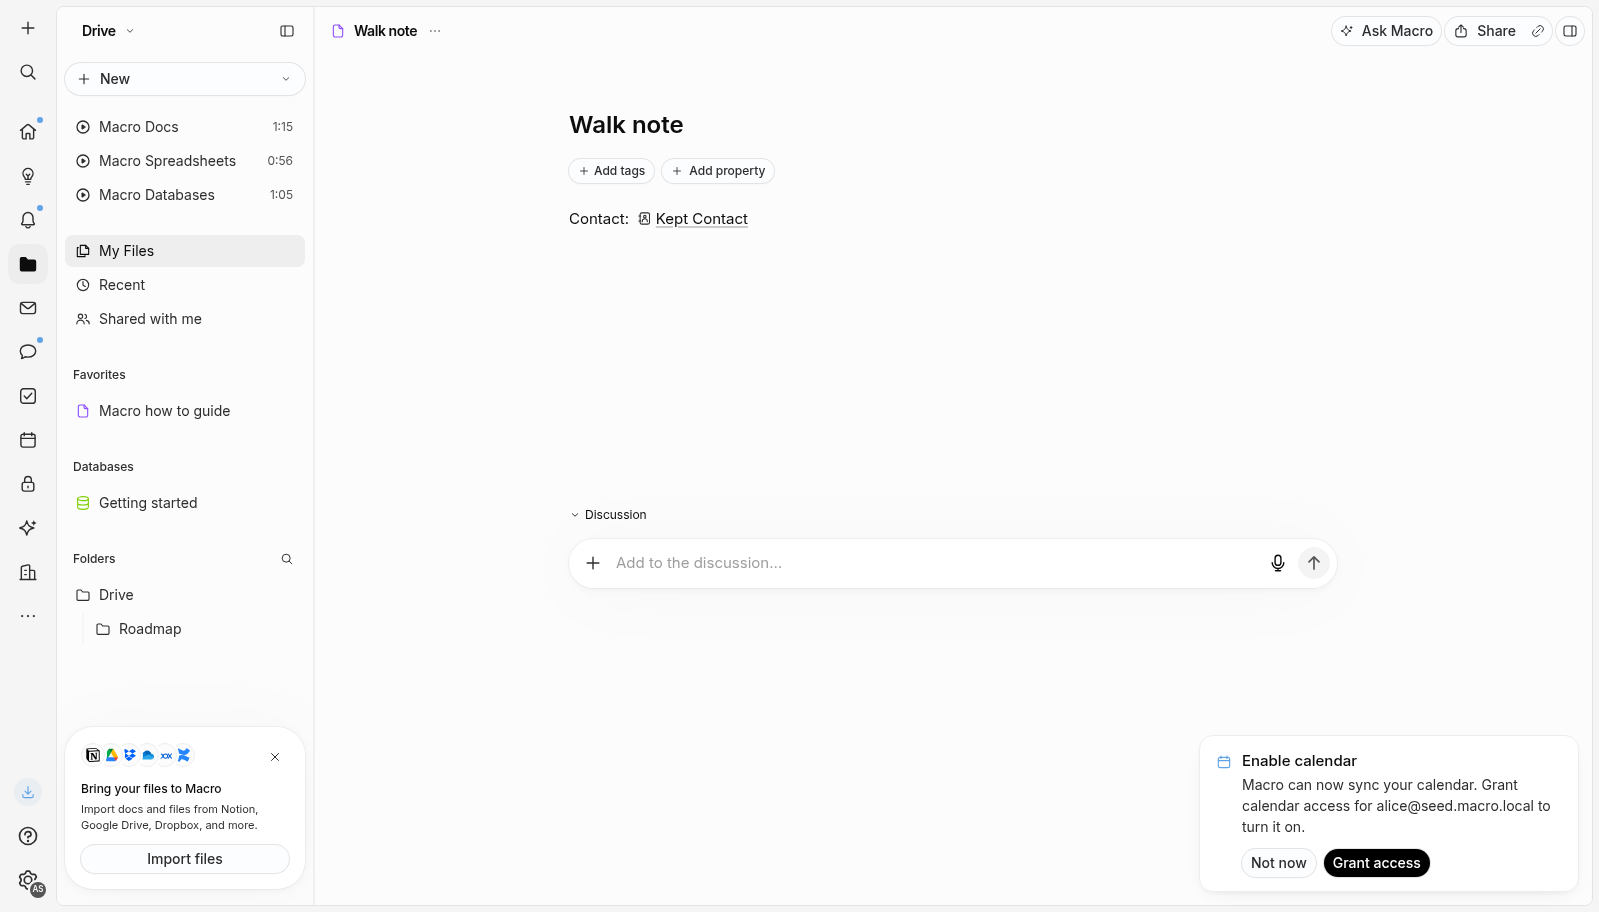 Drive
New
Macro Docs 1:15
Macro Spreadsheets 0:56
Macro Databases 1:05
My Files
Recent
Shared with me
Favorites
Macro how to guide
Databases
Getting started
Folders
Drive
Roadmap
Bring your files to Macro
Import docs and files from Notion,
Google Drive, Dropbox, and more.
Import files
AS
Walk note
Ask Macro
Share
Walk note
Add tags
Add property
Contact: Kept Contact
Discussion
Add to the discussion...
Enable calendar
Macro can now sync your calendar. Grant
calendar access for alice@seed.macro.local to
turn it on.
Not now
Grant access